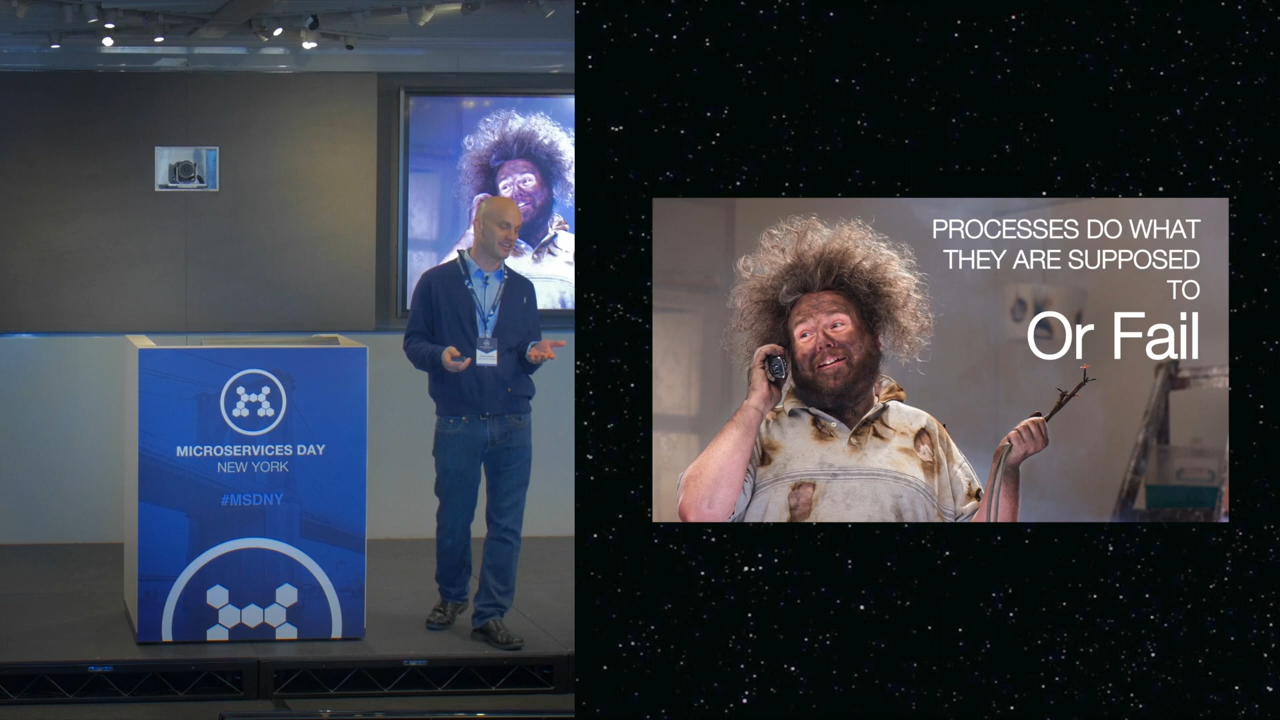 MICROSERVICES DAY
NEW YORK
#MSDNY
PROCESSES DO WHAT
THEY ARE SUPPOSED
TO
Or Fail